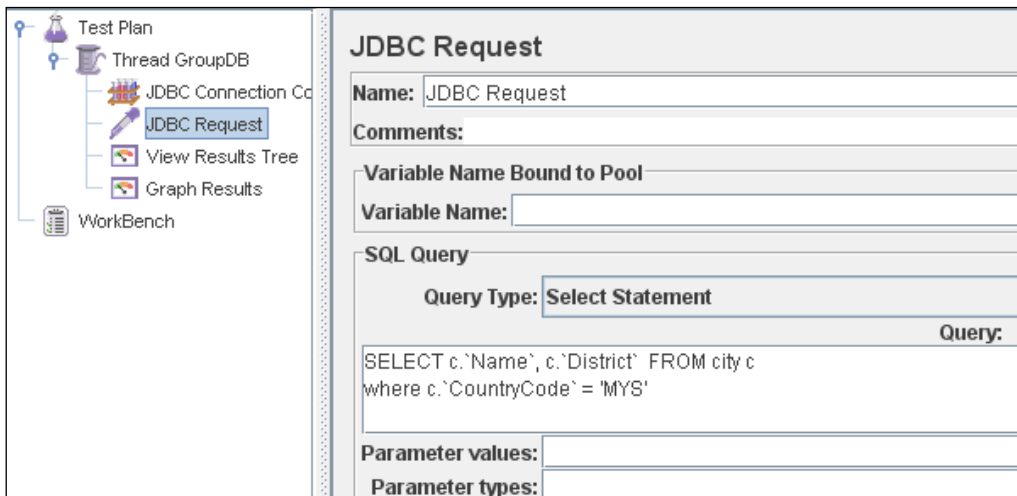 Test Plan
Thread GroupDB
JDBC Connection Co
JDBC Request
View Results Tree
Graph Results
WorkBench
JDBC Request
Name: JDBC Request
Comments:
Variable Name Bound to Pool
Variable Name:
SQL Query
Query Type: Select Statement
Query:
SELECT c.`Name`, c.`District`  FROM city c
where c.`CountryCode` = 'MYS'
Parameter values:
Parameter types: